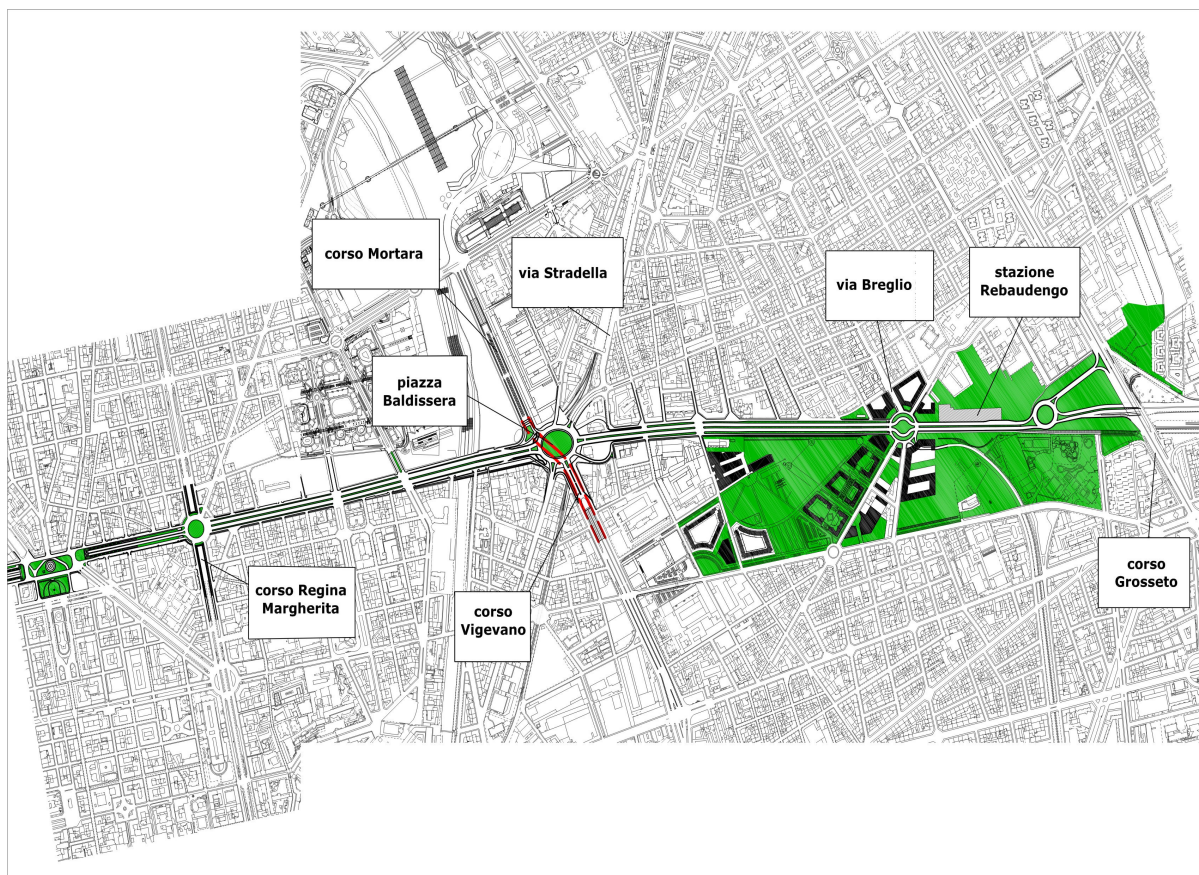 corso Mortara
via Stradella
via Breglio
stazione
Rebaudengo
piazza
Baldissera
corso Regina
Margherita
corso
Vigevano
corso
Grosseto